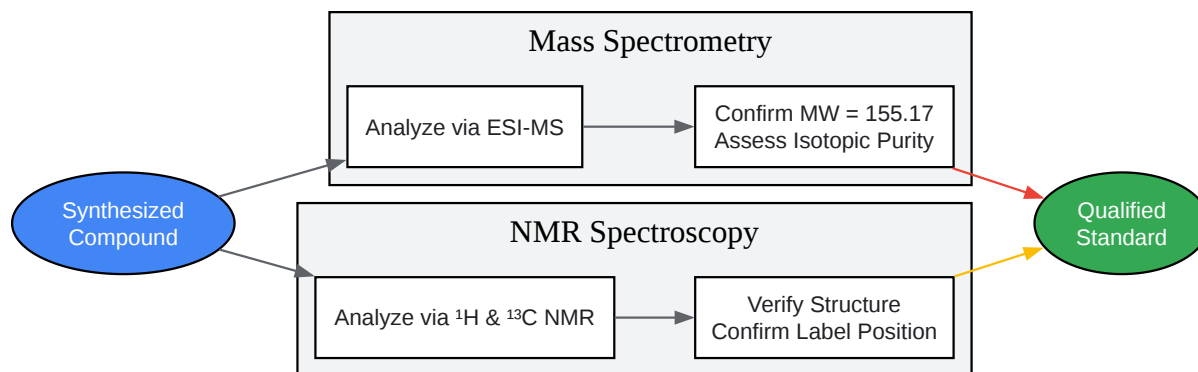 Mass Spectrometry
Analyze via ESI-MS
Confirm MW = 155.17
Assess Isotopic Purity
Synthesized
Compound
Qualified
Standard
NMR Spectroscopy
Analyze via ¹H & ¹³C NMR
Verify Structure
Confirm Label Position